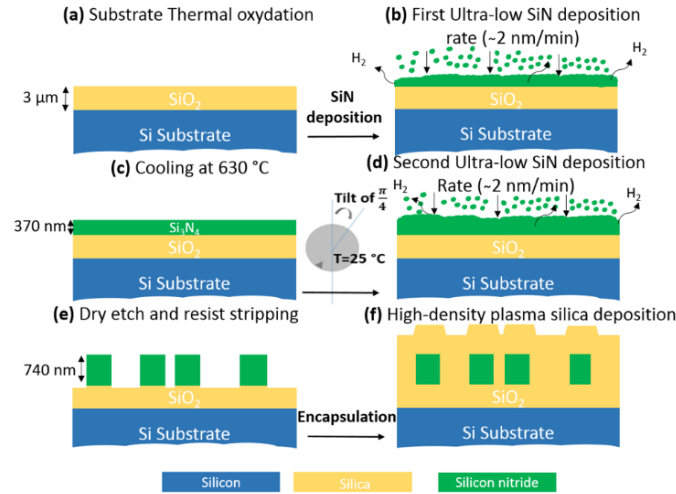 (a) Substrate Thermal oxydation
3 μm
SiO2
Si Substrate
SiN
deposition
(b) First Ultra-low SiN deposition
rate (~2 nm/min)
H2
H2
SiO2
Si Substrate
(c) Cooling at 630 °C
370 nm
Si3N4
SiO2
Si Substrate
Tilt of π/4
T=25 °C
(d) Second Ultra-low SiN deposition
Rate (~2 nm/min)
H2
H2
SiO2
Si Substrate
(e) Dry etch and resist stripping
740 nm
SiO2
Si Substrate
Encapsulation
(f) High-density plasma silica deposition
SiO2
Si Substrate
Silicon
Silica
Silicon nitride